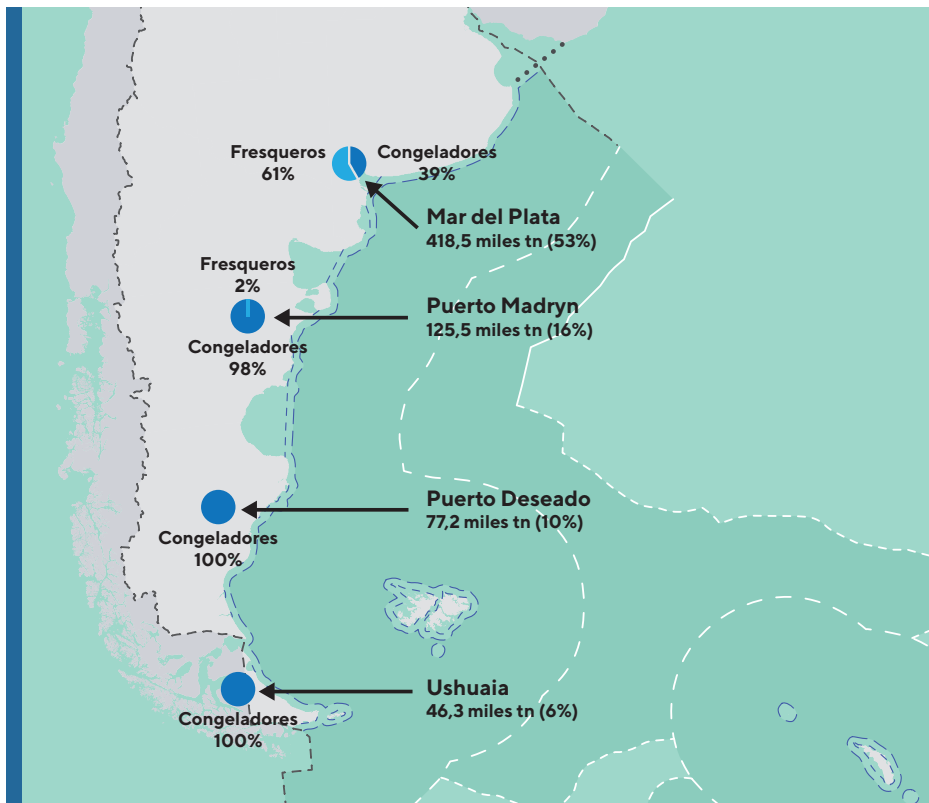 Fresqueros
61%
Congeladores
39%
Mar del Plata
418,5 miles tn (53%)
Fresqueros
2%
Congeladores
98%
Puerto Madryn
125,5 miles tn (16%)
Congeladores
100%
Puerto Deseado
77,2 miles tn (10%)
Congeladores
100%
Ushuaia
46,3 miles tn (6%)